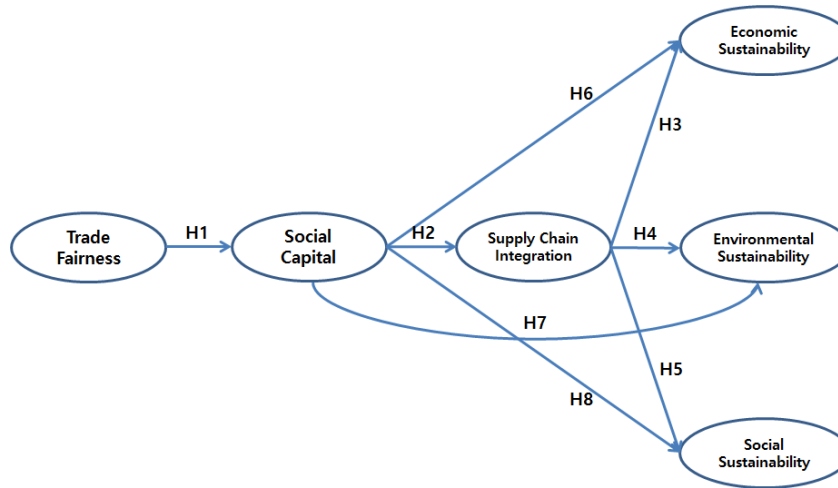 Economic
Sustainability
H6
H3
Trade
Fairness
H1
Social
Capital
H2
Supply Chain
Integration
H4
Environmental
Sustainability
H7
H5
H8
Social
Sustainability